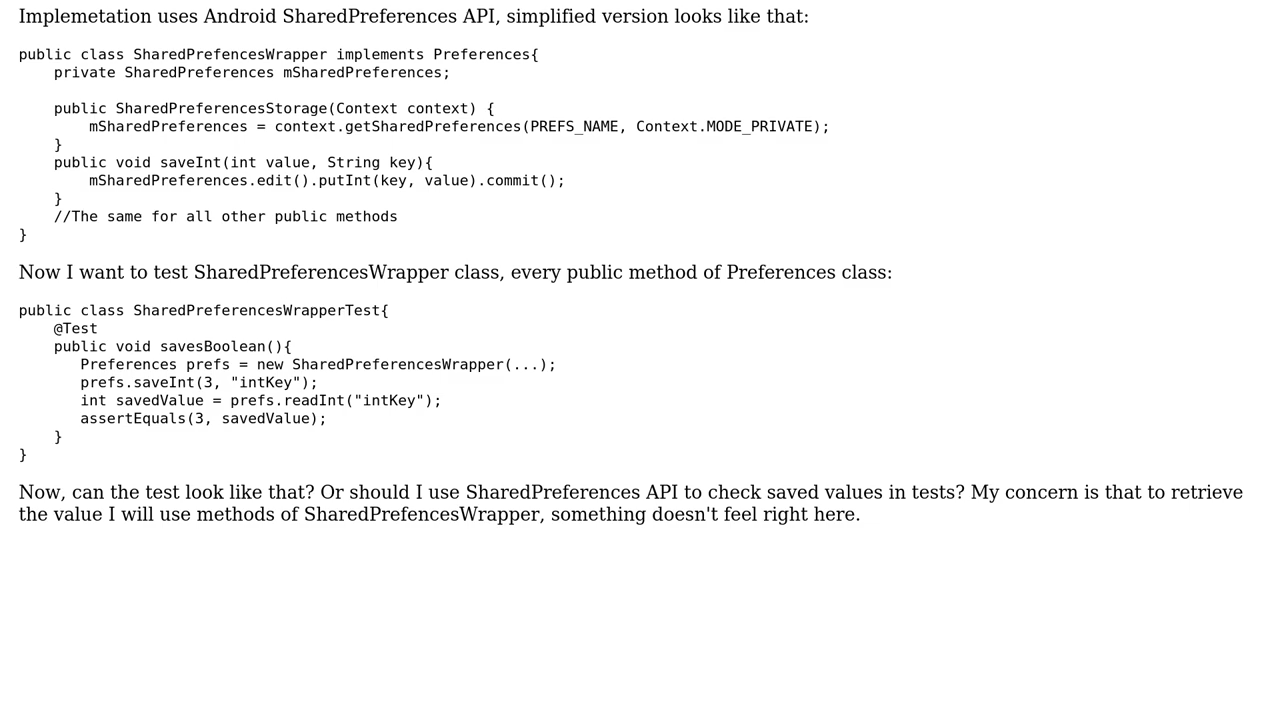 Implemetation uses Android SharedPreferences API, simplified version looks like that:
public class SharedPrefencesWrapper implements Preferences{
    private SharedPreferences mSharedPreferences;
    public SharedPreferencesStorage(Context context) {
        mSharedPreferences = context.getSharedPreferences(PREFS_NAME, Context.MODE_PRIVATE);
    }
    public void saveInt(int value, String key){
        mSharedPreferences.edit().putInt(key, value).commit();
    }
    //The same for all other public methods
}
Now I want to test SharedPreferencesWrapper class, every public method of Preferences class:
public class SharedPreferencesWrapperTest{
    @Test
    public void savesBoolean(){
       Preferences prefs = new SharedPreferencesWrapper(...);
       prefs.saveInt(3, "intKey");
       int savedValue = prefs.readInt("intKey");
       assertEquals(3, savedValue);
    }
}
Now, can the test look like that? Or should I use SharedPreferences API to check saved values in tests? My concern is that to retrieve
the value I will use methods of SharedPrefencesWrapper, something doesn't feel right here.